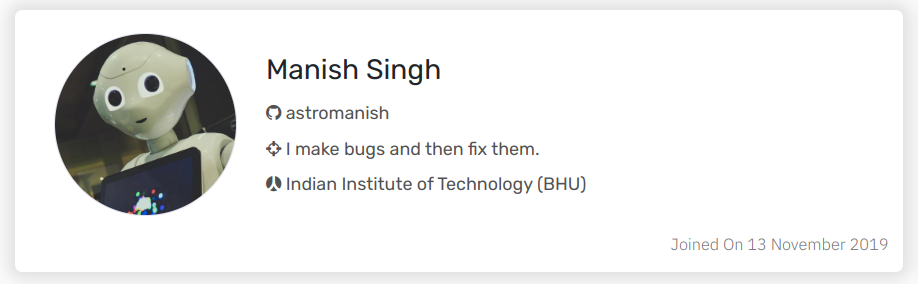 Manish Singh
astromanish
I make bugs and then fix them.
Indian Institute of Technology (BHU)
Joined On 13 November 2019